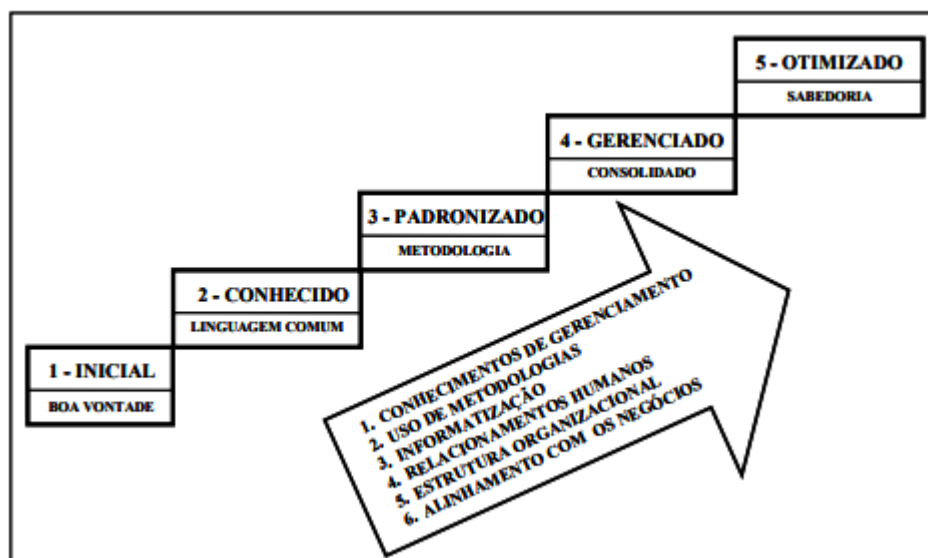 5 - OTIMIZADO
SABEDORIA
4 - GERENCIADO
CONSOLIDADO
3 - PADRONIZADO
METODOLOGIA
2 - CONHECIDO
LINGUAGEM COMUM
1 - INICIAL
BOA VONTADE
1. CONHECIMENTOS DE GERENCIAMENTO
2. USO DE METODOLOGIAS
3. INFORMATIZAÇÃO
4. RELACIONAMENTOS HUMANOS
5. ESTRUTURA ORGANIZACIONAL
6. ALINHAMENTO COM OS NEGÓCIOS